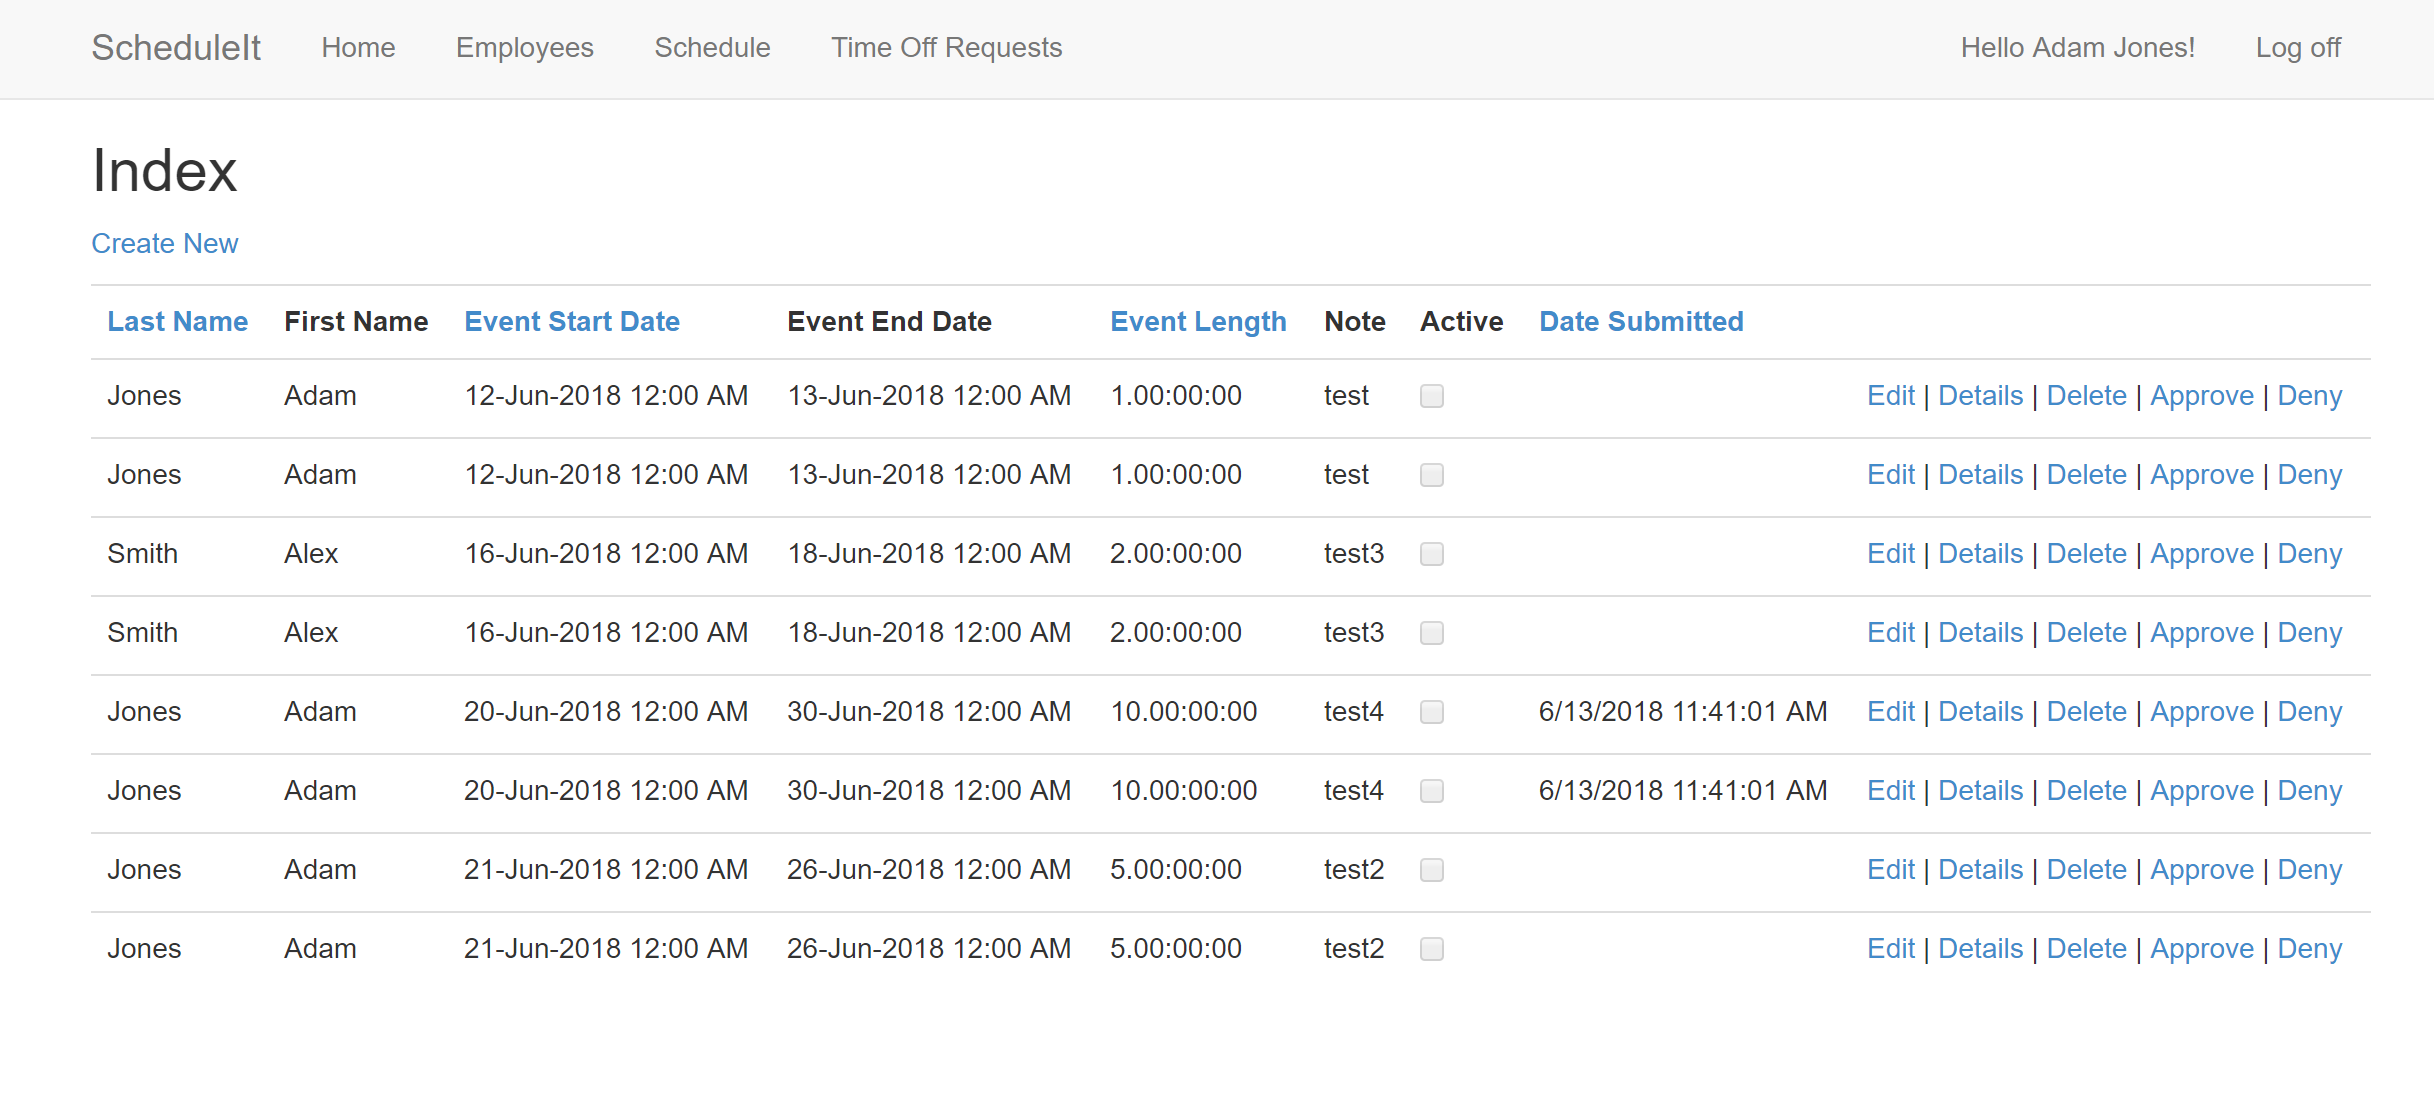 ScheduleIt Home Employees Schedule Time Off Requests Hello Adam Jones! Log off
Index
Create New
Last Name First Name Event Start Date Event End Date Event Length Note Active Date Submitted
Jones Adam 12-Jun-2018 12:00 AM 13-Jun-2018 12:00 AM 1.00:00:00 test Edit | Details | Delete | Approve | Deny
Jones Adam 12-Jun-2018 12:00 AM 13-Jun-2018 12:00 AM 1.00:00:00 test Edit | Details | Delete | Approve | Deny
Smith Alex 16-Jun-2018 12:00 AM 18-Jun-2018 12:00 AM 2.00:00:00 test3 Edit | Details | Delete | Approve | Deny
Smith Alex 16-Jun-2018 12:00 AM 18-Jun-2018 12:00 AM 2.00:00:00 test3 Edit | Details | Delete | Approve | Deny
Jones Adam 20-Jun-2018 12:00 AM 30-Jun-2018 12:00 AM 10.00:00:00 test4 6/13/2018 11:41:01 AM Edit | Details | Delete | Approve | Deny
Jones Adam 20-Jun-2018 12:00 AM 30-Jun-2018 12:00 AM 10.00:00:00 test4 6/13/2018 11:41:01 AM Edit | Details | Delete | Approve | Deny
Jones Adam 21-Jun-2018 12:00 AM 26-Jun-2018 12:00 AM 5.00:00:00 test2 Edit | Details | Delete | Approve | Deny
Jones Adam 21-Jun-2018 12:00 AM 26-Jun-2018 12:00 AM 5.00:00:00 test2 Edit | Details | Delete | Approve | Deny